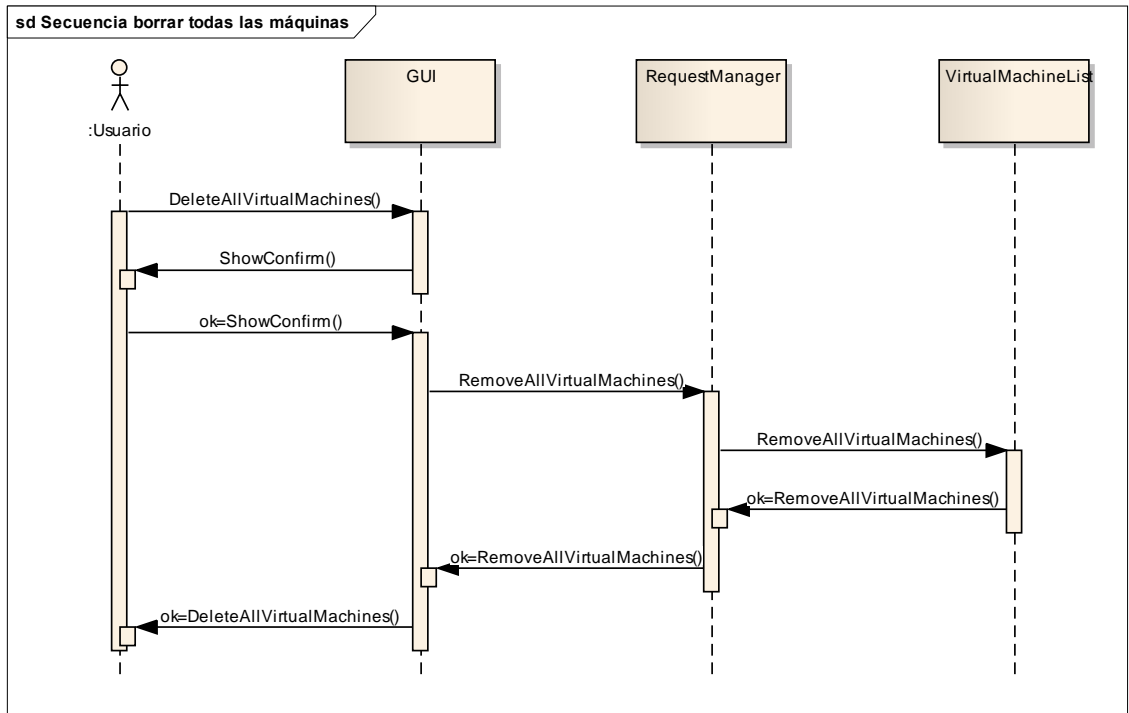 sd Secuencia borrar todas las máquinas
:Usuario
GUI
RequestManager
VirtualMachineList
DeleteAllVirtualMachines()
ShowConfirm()
ok=ShowConfirm()
RemoveAllVirtualMachines()
RemoveAllVirtualMachines()
ok=RemoveAllVirtualMachines()
ok=RemoveAllVirtualMachines()
ok=DeleteAllVirtualMachines()